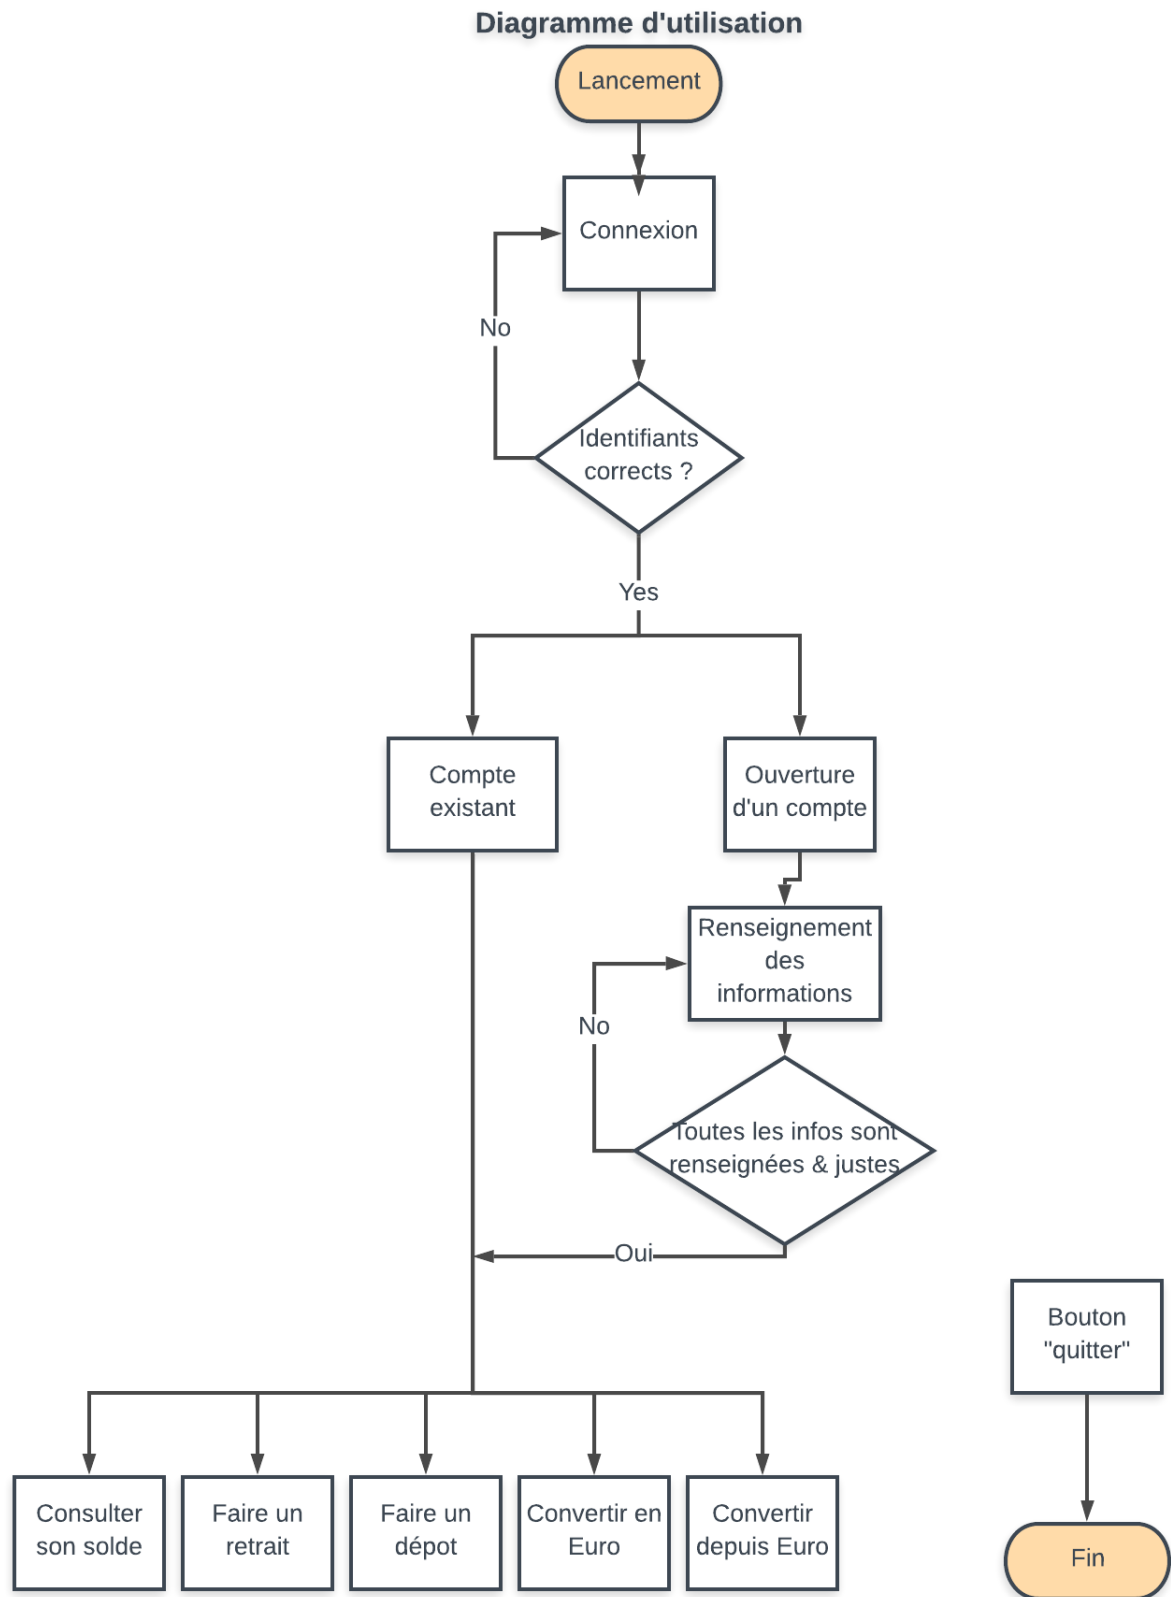 Diagramme d'utilisation
Lancement
Connexion
No
Identifiants
corrects ?
Yes
Compte
existant
Ouverture
d'un compte
Renseignement
des
informations
No
Toutes les infos sont
renseignées & justes
Oui
Bouton
"quitter"
Consulter
son solde
Faire un
retrait
Faire un
dépot
Convertir en
Euro
Convertir
depuis Euro
Fin